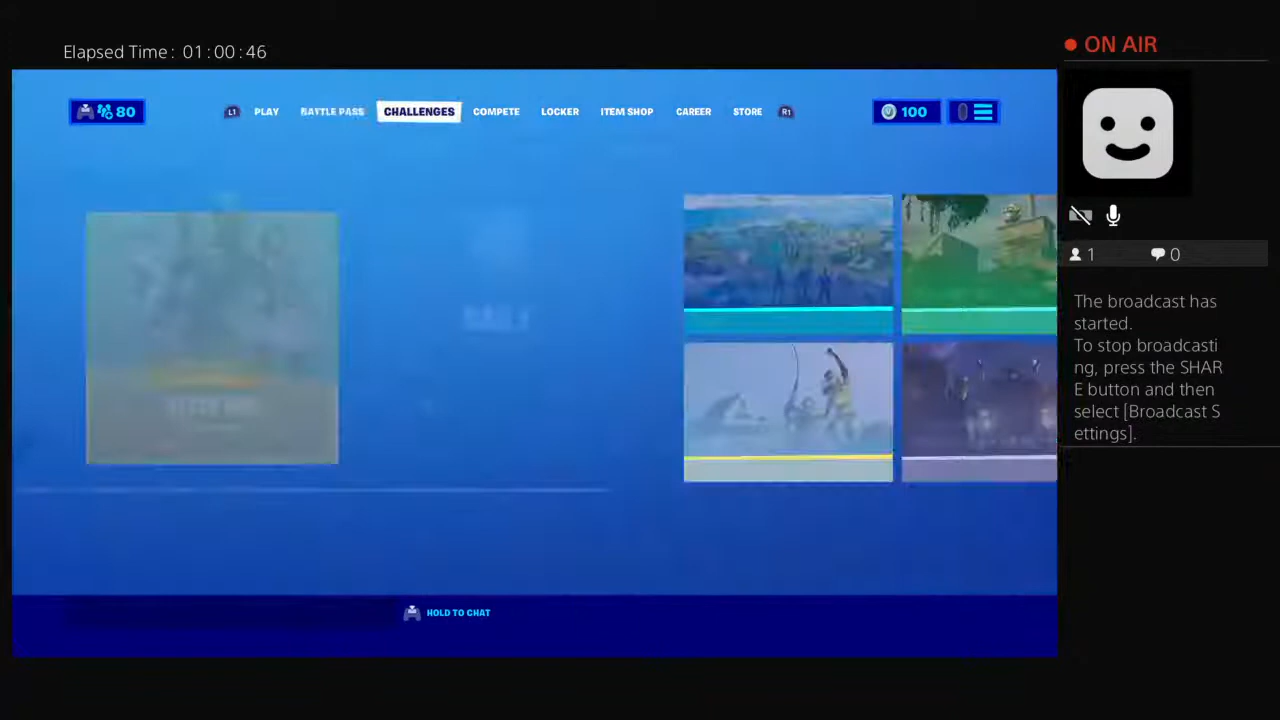 Elapsed Time: 01:00:46
ON AIR
80
L1 PLAY BATTLE PASS CHALLENGES COMPETE LOCKER ITEM SHOP CAREER STORE R1
V 100
1 0
The broadcast has
started.
To stop broadcasti
ng, press the SHAR
E button and then
select [Broadcast S
ettings].
DAILY
HOLD TO CHAT